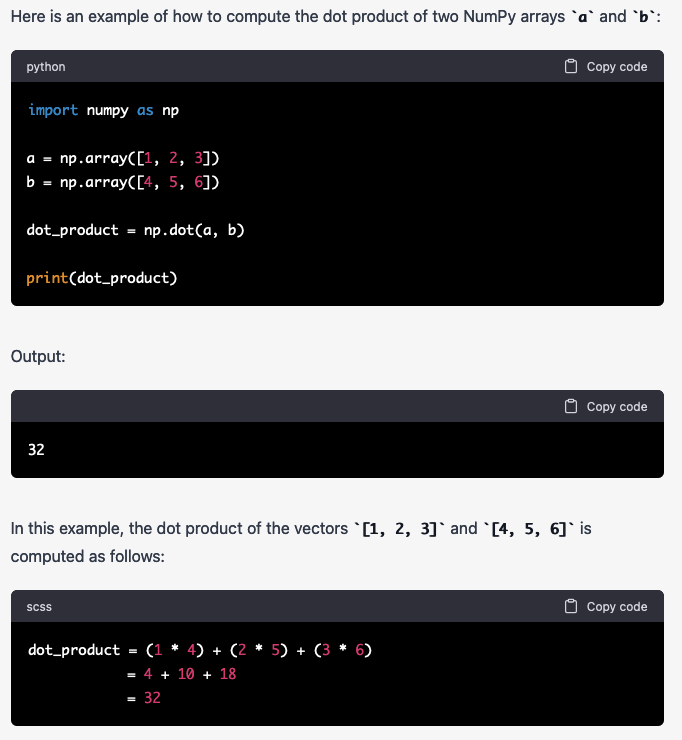 Here is an example of how to compute the dot product of two NumPy arrays `a` and `b`:
python
Copy code
import numpy as np
a = np.array([1, 2, 3])
b = np.array([4, 5, 6])
dot_product = np.dot(a, b)
print(dot_product)
Output:
Copy code
32
In this example, the dot product of the vectors `[1, 2, 3]` and `[4, 5, 6]` is
computed as follows:
scss
Copy code
dot_product = (1 * 4) + (2 * 5) + (3 * 6)
= 4 + 10 + 18
= 32